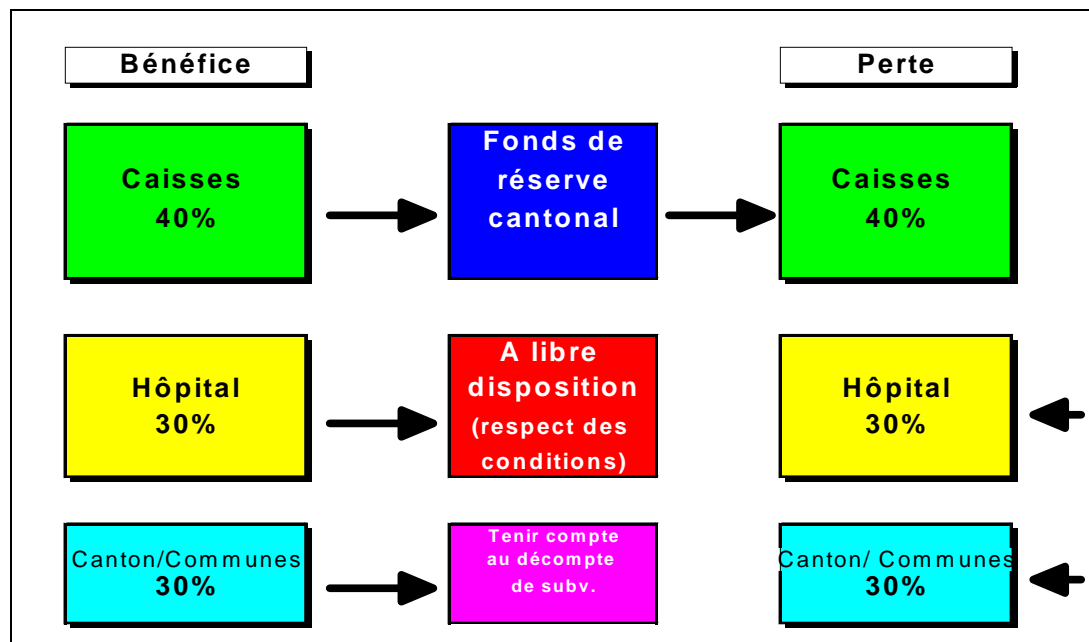 Bénéfice
Perte
Caisses
40%
Fonds de
réserve
cantonal
Caisses
40%
Hôpital
30%
A libre
disposition
(respect des
conditions)
Hôpital
30%
Canton/Communes
30%
Tenir compte
au décompte
de subv.
Canton/ Communes
30%